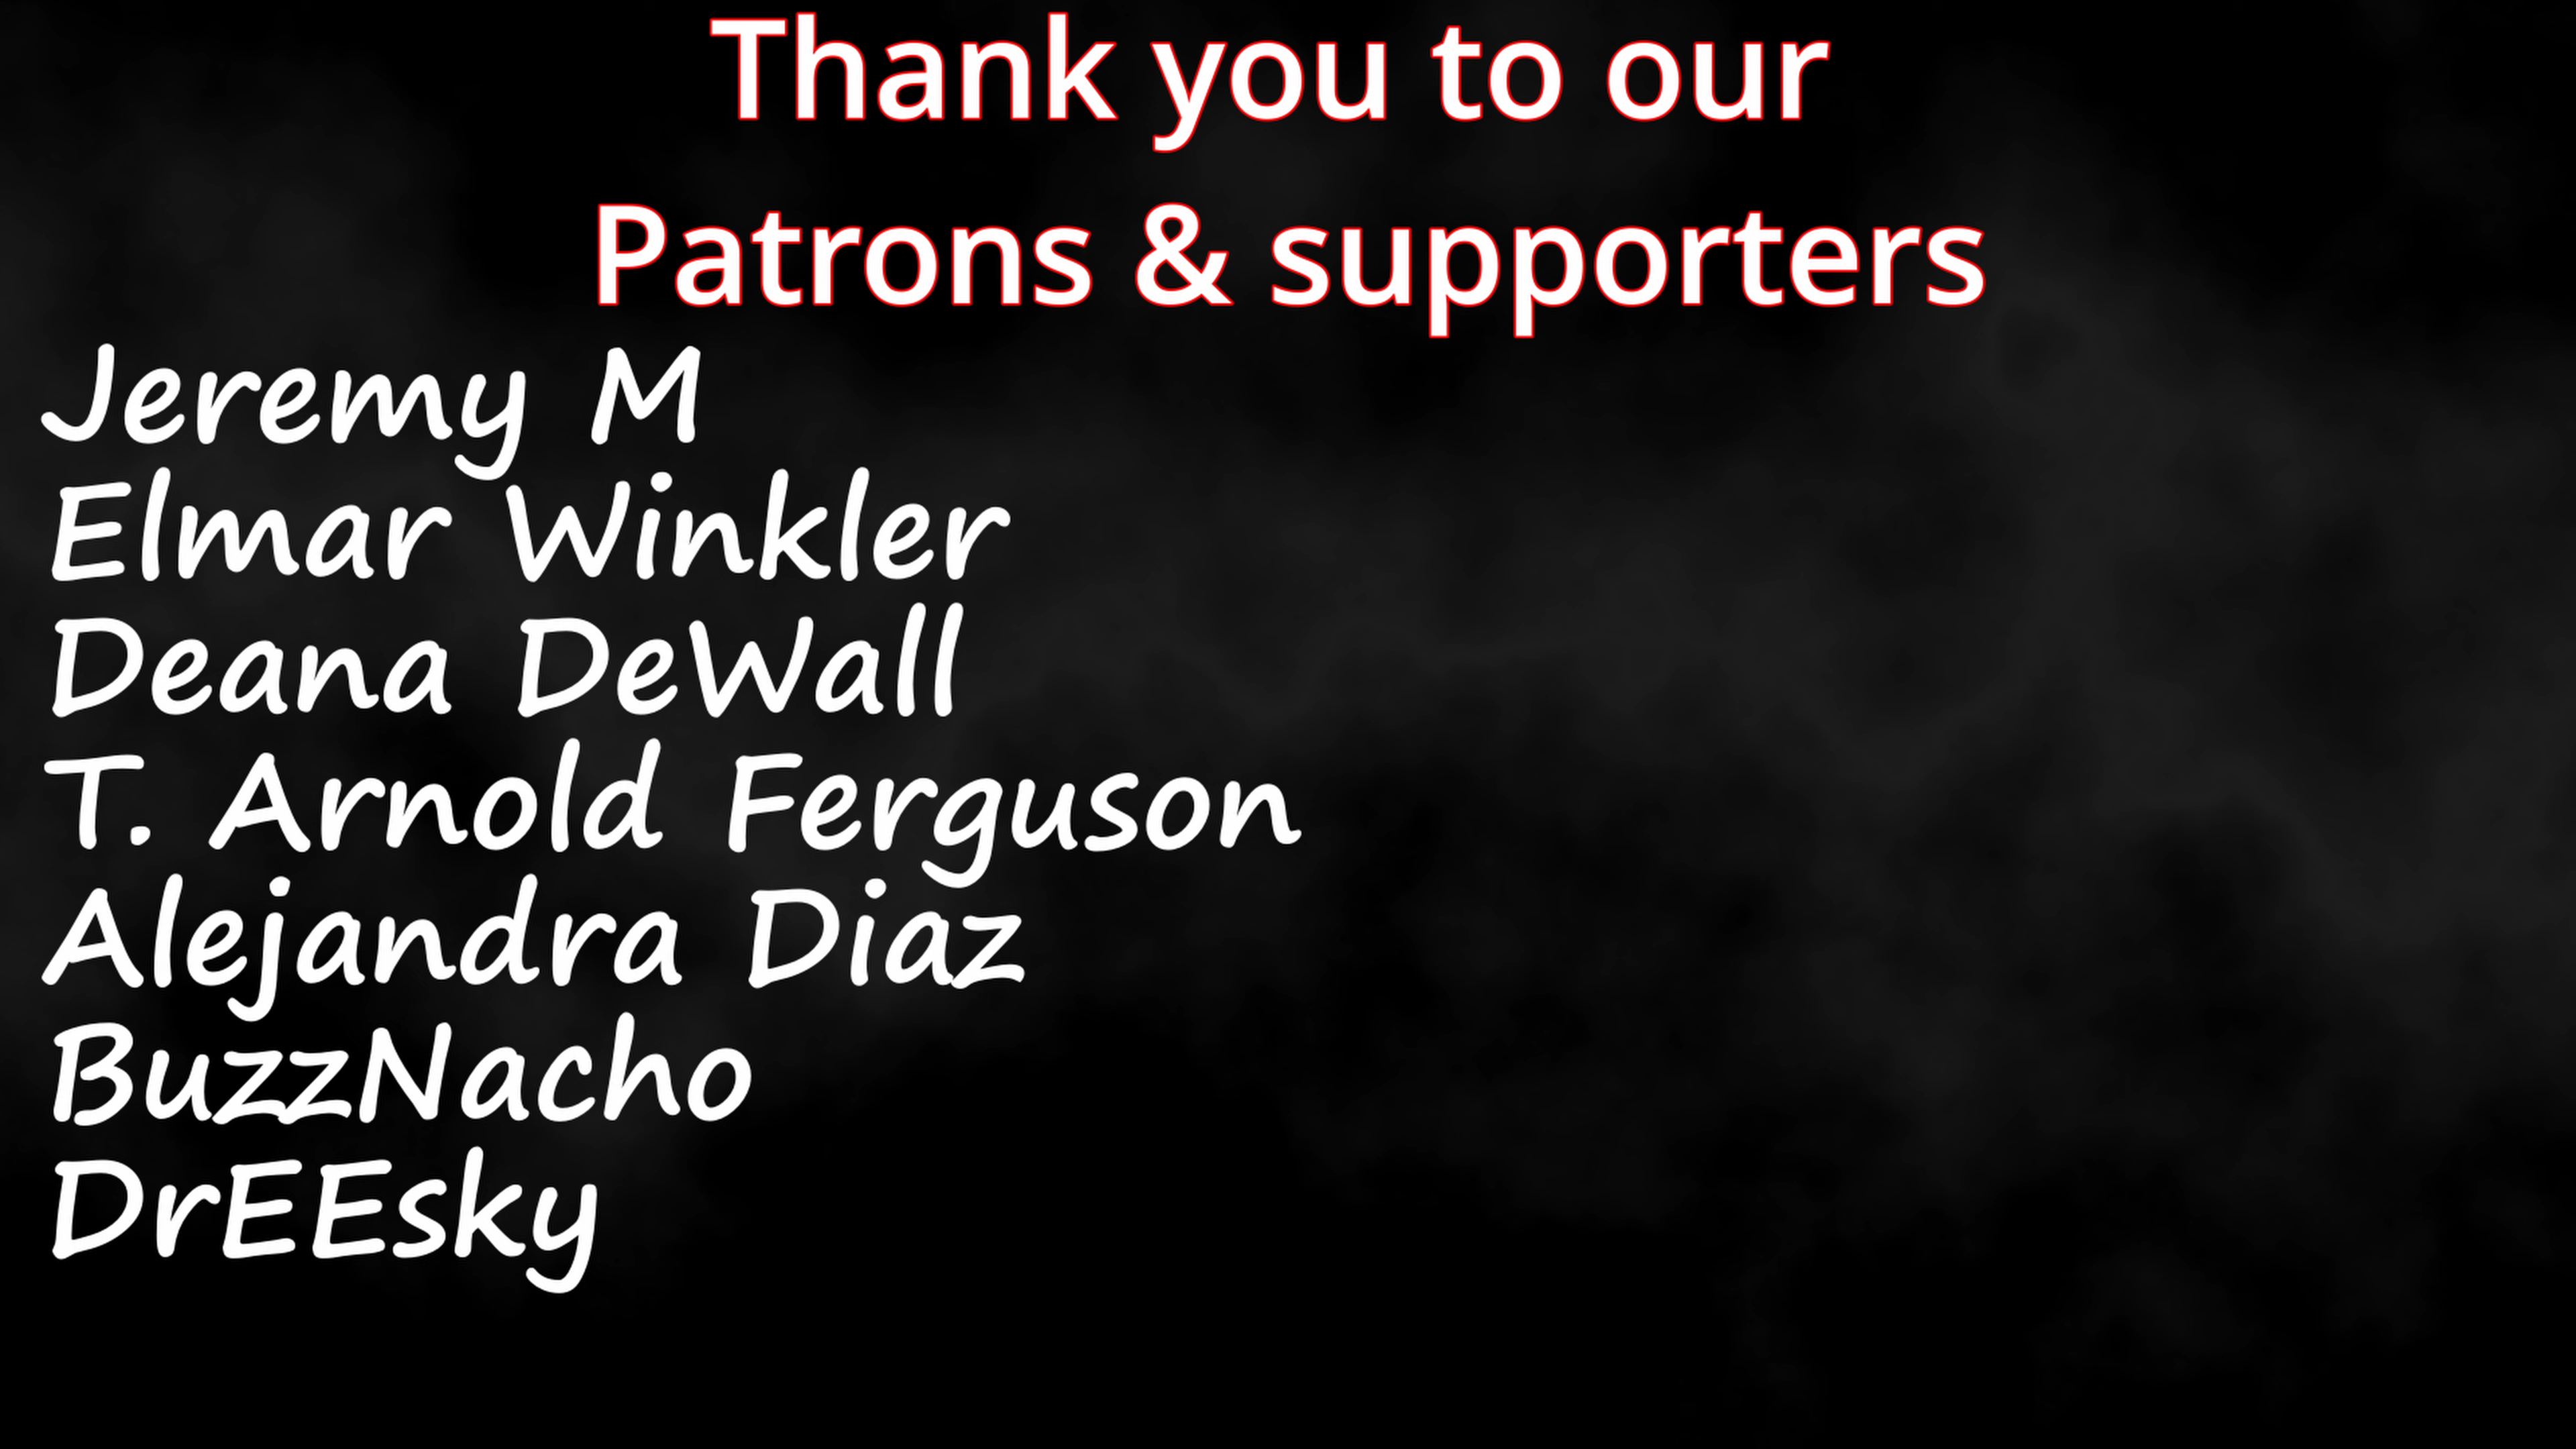 Thank you to our
Patrons & supporters
Jeremy M
Elmar Winkler
Deana DeWall
T. Arnold Ferguson
Alejandra Diaz
BuzzNacho
DrEEsky